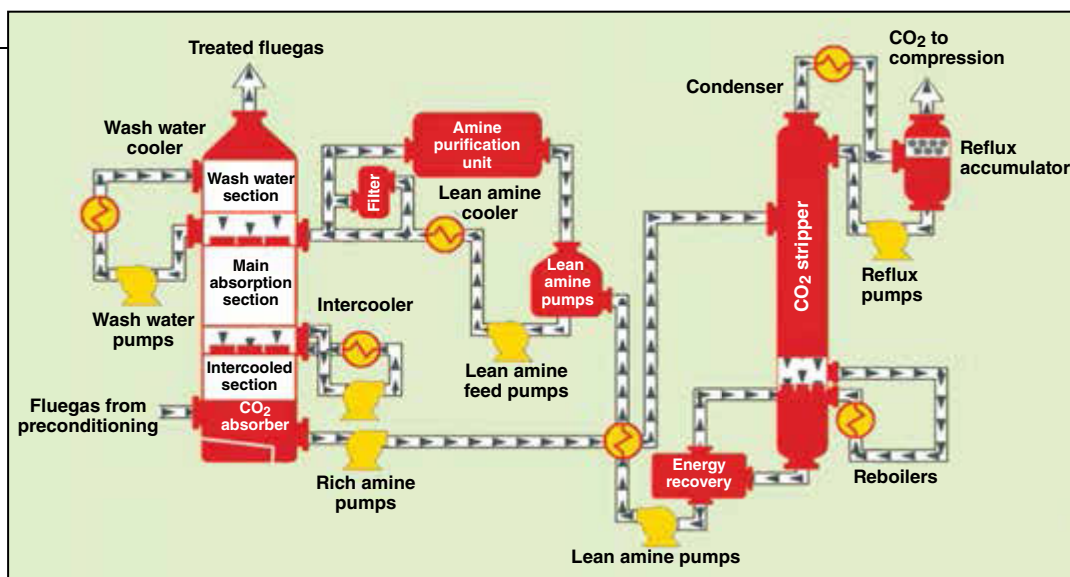 Treated fluegas
Wash water
cooler
Wash water
section
Main
absorption
section
Wash water
pumps
Intercooled
section
Fluegas from
preconditioning
CO2
absorber
Amine
purification
unit
Filter
Lean amine
cooler
Intercooler
Lean
amine
pumps
Lean amine
feed pumps
Rich amine
pumps
Condenser
CO2 to
compression
Reflux
accumulator
CO2 stripper
Reflux
pumps
Energy
recovery
Reboilers
Lean amine pumps